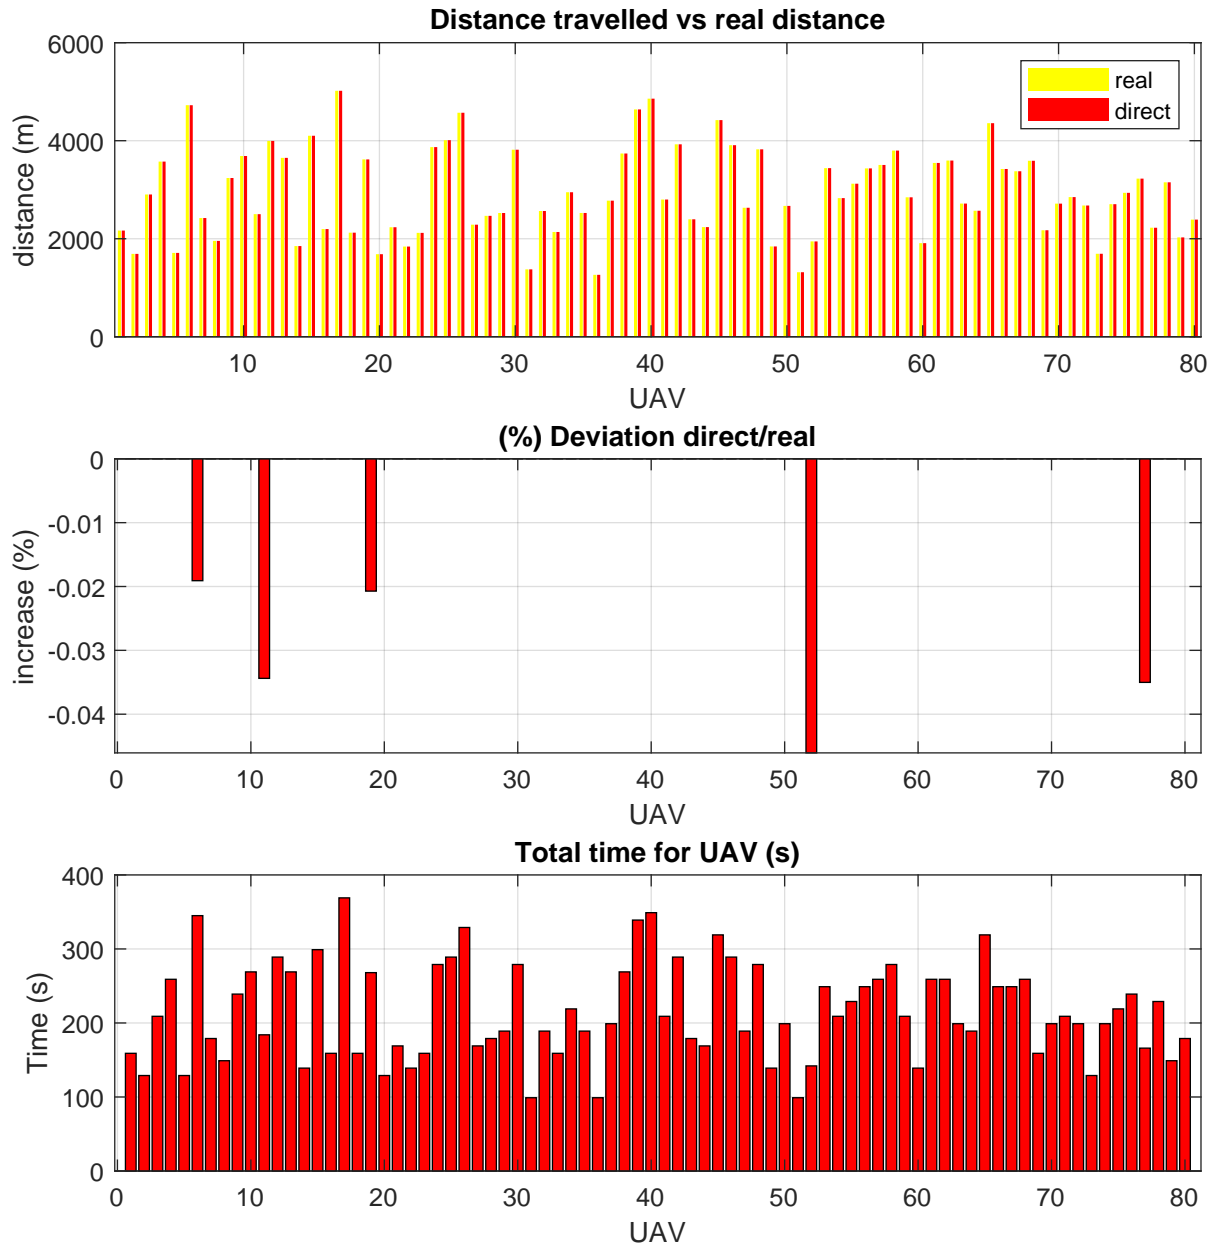 Distance travelled vs real distance
6000
4000
2000
0
distance (m)
real
direct
10 20 30 40 50 60 70 80
UAV
(%) Deviation direct/real
0
-0.01
-0.02
-0.03
-0.04
increase (%)
0 10 20 30 40 50 60 70 80
UAV
Total time for UAV (s)
400
300
200
100
0
Time (s)
0 10 20 30 40 50 60 70 80
UAV